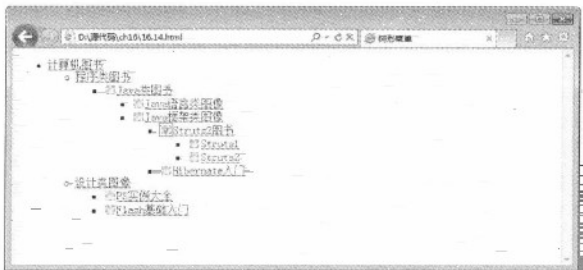 D:\源代码\ch16\16.14.html
树形菜单
计算机图书
程序类图书
Java类图书
Java语言类图像
Java框架类图像
Struts2图书
Struts1
Struts2
Hibernate入门
设计类图像
PS实例大全
Flash基础入门